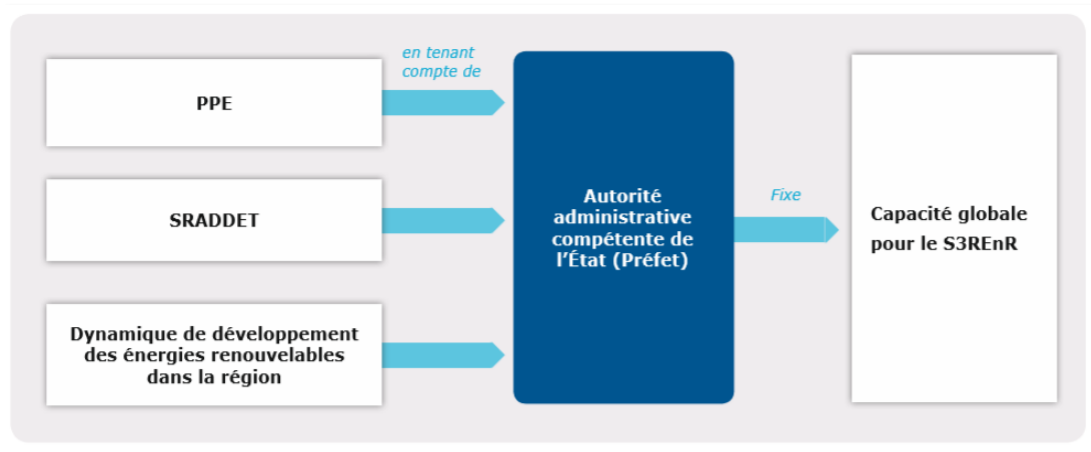 en tenant
compte de
PPE
SRADDET
Dynamique de développement
des énergies renouvelables
dans la région
Autorité
administrative
compétente de
l’État (Préfet)
Fixe
Capacité globale
pour le S3REnR